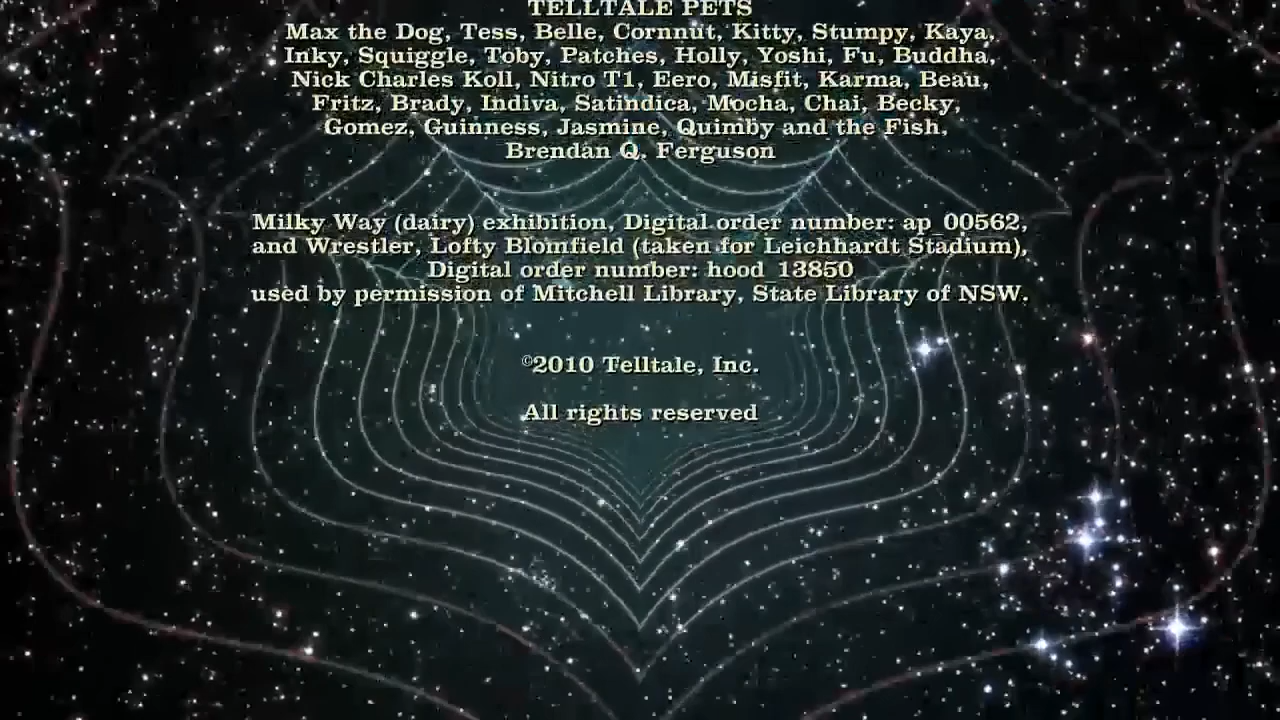 TELLTALE PETS
Max the Dog, Tess, Belle, Cornnut, Kitty, Stumpy, Kaya,
Inky, Squiggle, Toby, Patches, Holly, Yoshi, Fu, Buddha,
Nick Charles Koll, Nitro T1, Eero, Misfit, Karma, Beau,
Fritz, Brady, Indiva, Satindica, Mocha, Chai, Becky,
Gomez, Guinness, Jasmine, Quimby and the Fish,
Brendan Q. Ferguson
Milky Way (dairy) exhibition, Digital order number: ap_00562,
and Wrestler, Lofty Blomfield (taken for Leichhardt Stadium),
Digital order number: hood_13850
used by permission of Mitchell Library, State Library of NSW.
©2010 Telltale, Inc.
All rights reserved